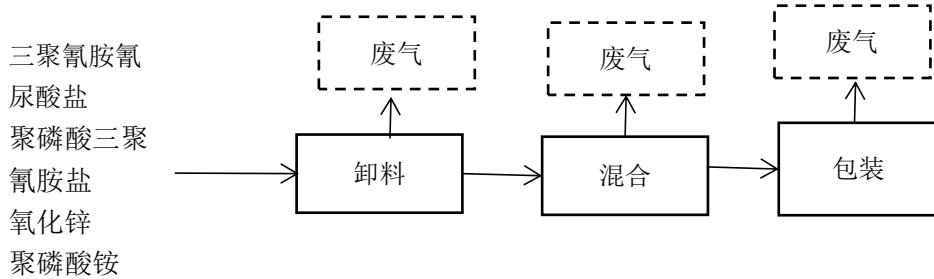 三聚氰胺氰
尿酸盐
聚磷酸三聚
氰胺盐
氧化锌
聚磷酸铵
废气
废气
废气
卸料
混合
包装